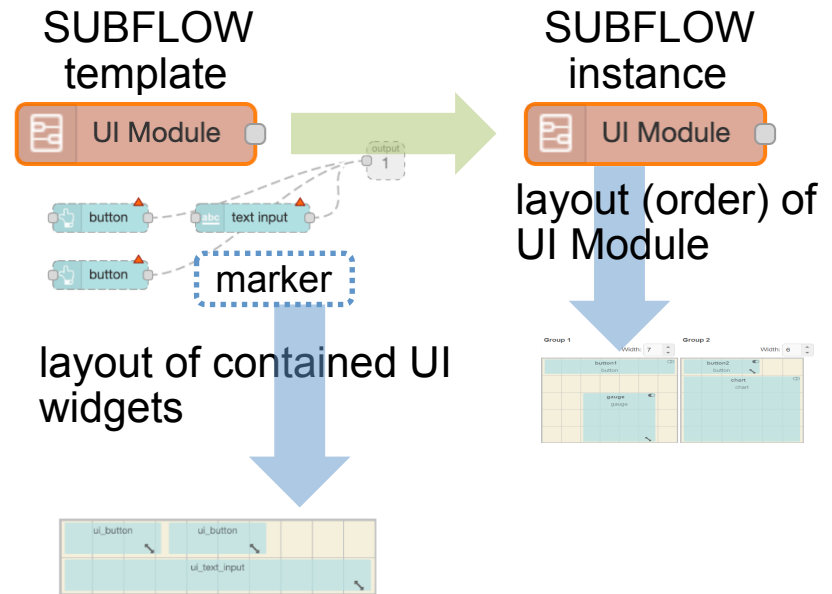 SUBFLOW
template
SUBFLOW
instance
UI Module
UI Module
output
1
button
abc text input
button
marker
layout (order) of
UI Module
layout of contained UI
widgets
Group 1
Width: 7
Group 2
Width: 6
button1
button
button2
button
chart
chart
gauge
gauge
ui_button
ui_button
ui_text_input